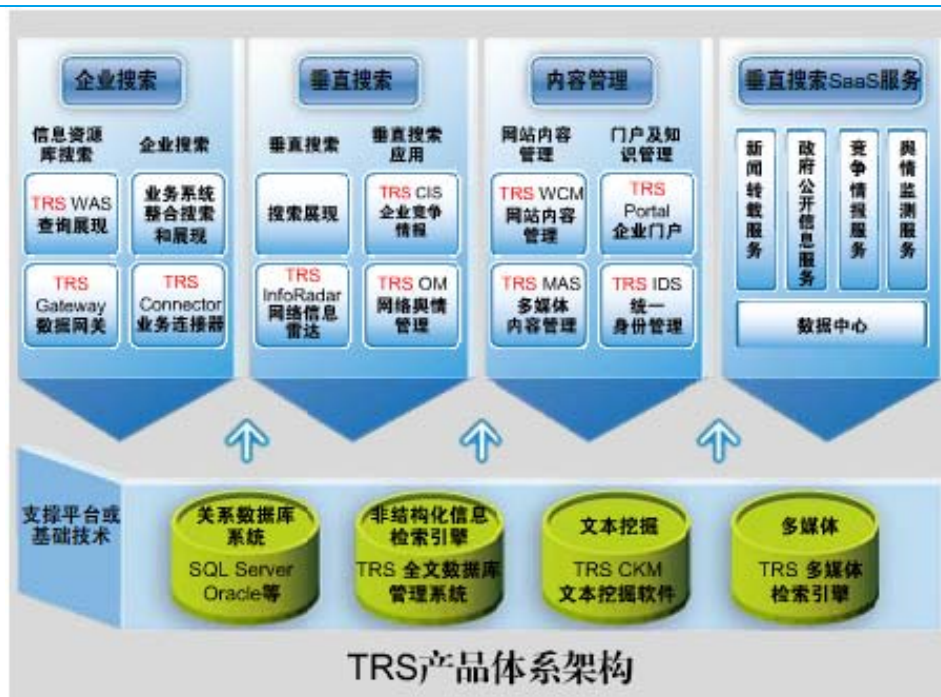 企业搜索
信息资源
库搜索
企业搜索
TRS WAS
查询展现
业务系统
整合搜索
和展现
TRS
Gateway
数据网关
TRS
Connector
业务连接器
垂直搜索
垂直搜索
垂直搜索
应用
搜索展现
TRS CIS
企业竞争
情报
TRS
InfoRadar
网络信息
雷达
TRS OM
网络舆情
管理
内容管理
网站内容
管理
门户及知
识管理
TRS WCM
网站内容
管理
TRS
Portal
企业门户
TRS MAS
多媒体
内容管理
TRS IDS
统一
身份管理
垂直搜索SaaS服务
新闻转载服务
政府公开信息服务
竞争情报服务
舆情监测服务
数据中心
支撑平台或
基础技术
关系数据库
系统
SQL Server
Oracle等
非结构化信息
检索引擎
TRS 全文数据库
管理系统
文本挖掘
TRS CKM
文本挖掘软件
多媒体
TRS 多媒体
检索引擎
TRS产品体系架构